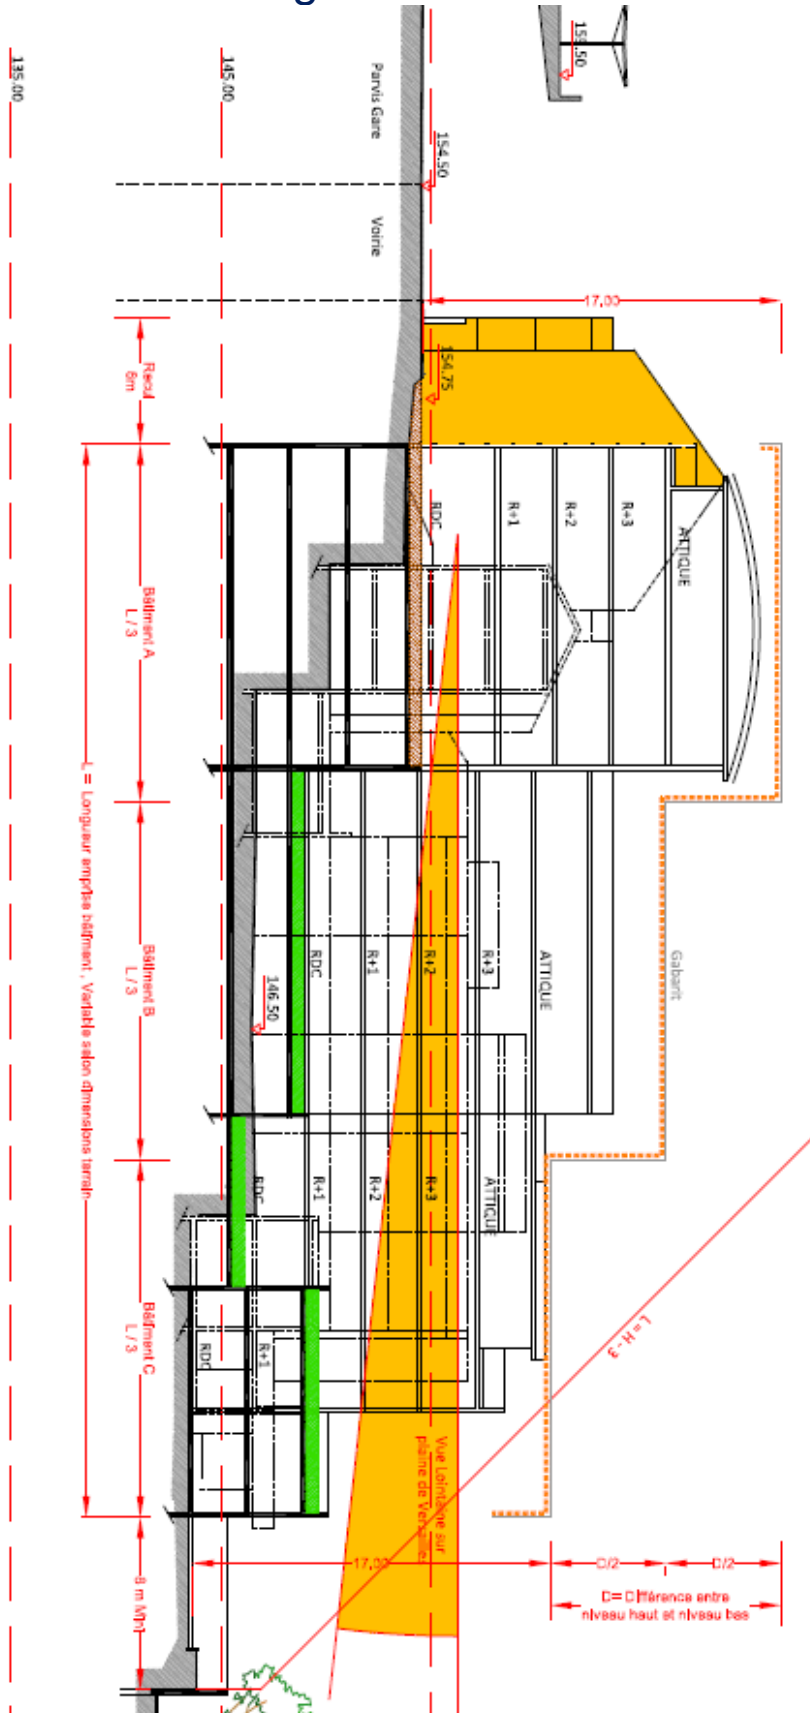 135.00
145.00
Parvis Gare
154.50
155.50
Voirie
17,00
Recul
6m
154.75
RDC
R+1
R+2
R+3
ATTIQUE
Bâtiment A
L / 3
L = Longueur emprise bâtiment, Variable selon dimensions terrain
Bâtiment B
L / 3
146.50
RDC
R+1
R+2
R+3
ATTIQUE
Gabarit
RDC
R+1
R+2
R+3
ATTIQUE
Bâtiment C
L / 3
RDC
R+1
L = H - 3
Vue Lointaine sur
plaine de Versailles
17,00
D/2
D/2
D= Différence entre
niveau haut et niveau bas
8 m Min